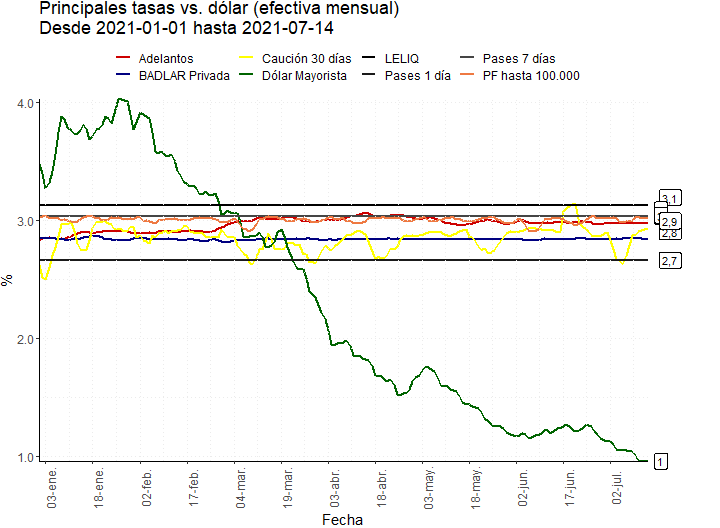 Principales tasas vs. dólar (efectiva mensual)
Desde 2021-01-01 hasta 2021-07-14
Adelantos Caución 30 días LELIQ Pases 7 días
BADLAR Privada Dólar Mayorista Pases 1 día PF hasta 100.000
4.0
3.0
2.0
1.0
%
3,1
2,9
2,8
2,7
1
03-ene. 18-ene. 02-feb. 17-feb. 04-mar. 19-mar. 03-abr. 18-abr. 03-may. 18-may. 02-jun. 17-jun. 02-jul.
Fecha